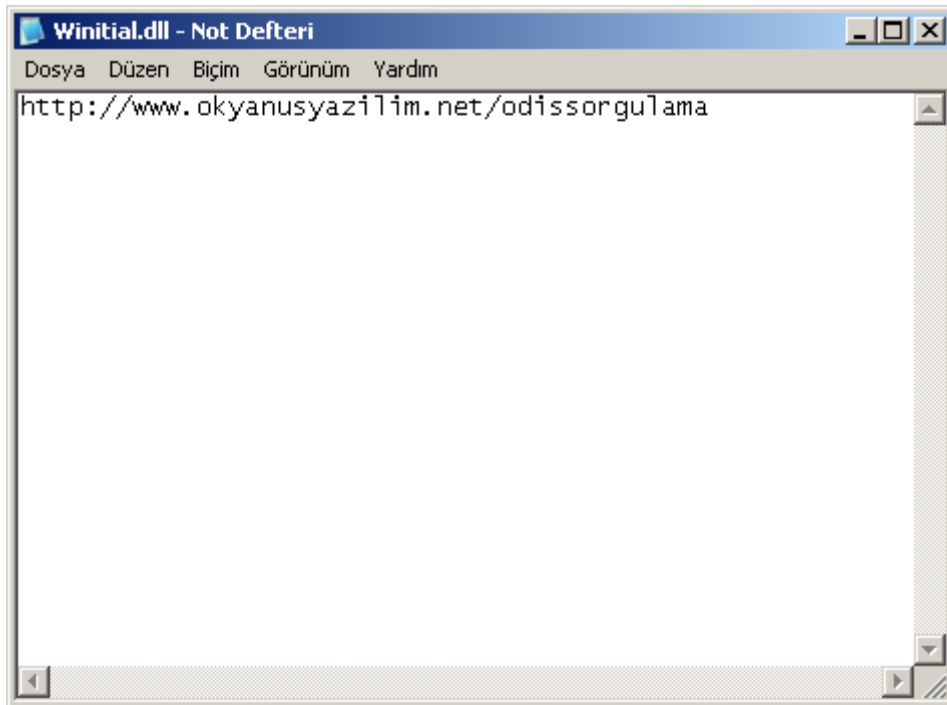 Winitial.dll - Not Defteri
Dosya Düzen Biçim Görünüm Yardım
http://www.okyanusyazilim.net/odissorgulama